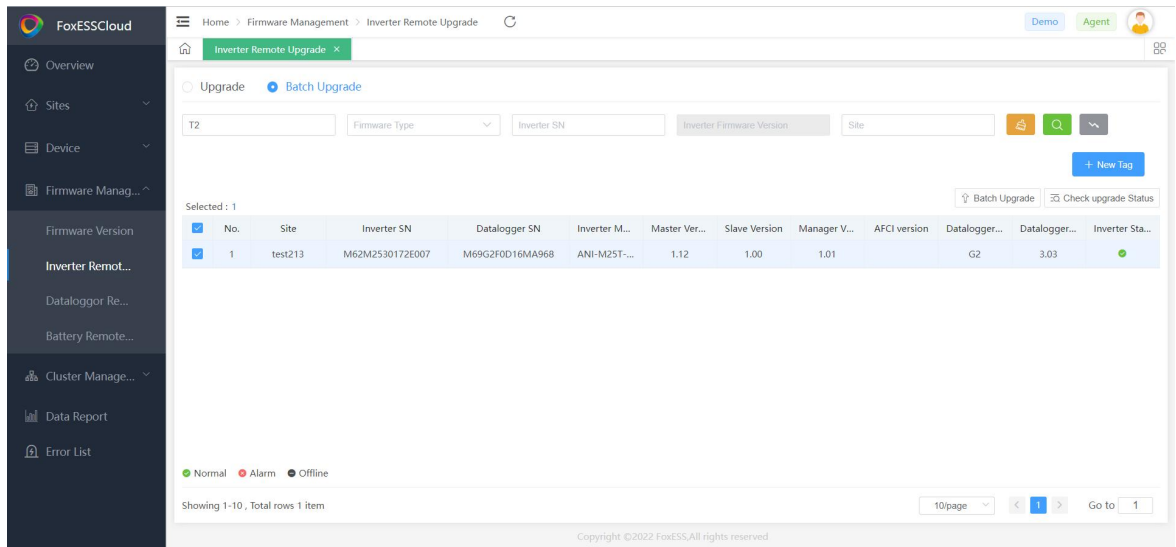 FoxESSCloud
Home > Firmware Management > Inverter Remote Upgrade
Demo
Agent
Inverter Remote Upgrade ×
Overview
Sites
Device
Firmware Manag...
Firmware Version
Inverter Remot...
Dataloggor Re...
Battery Remote...
Cluster Manage...
Data Report
Error List
Upgrade Batch Upgrade
T2 Firmware Type Inverter SN Inverter Firmware Version Site
+ New Tag
Selected : 1
Batch Upgrade Check upgrade Status
No. Site Inverter SN Datalogger SN Inverter M... Master Ver... Slave Version Manager V... AFCI version Datalogger... Datalogger... Inverter Sta...
1 test213 M62M2530172E007 M69G2F0D16MA968 ANI-M25T-... 1.12 1.00 1.01 G2 3.03
Normal Alarm Offline
Showing 1-10 , Total rows 1 item
10/page < 1 > Go to 1
Copyright ©2022 FoxESS,All rights reserved